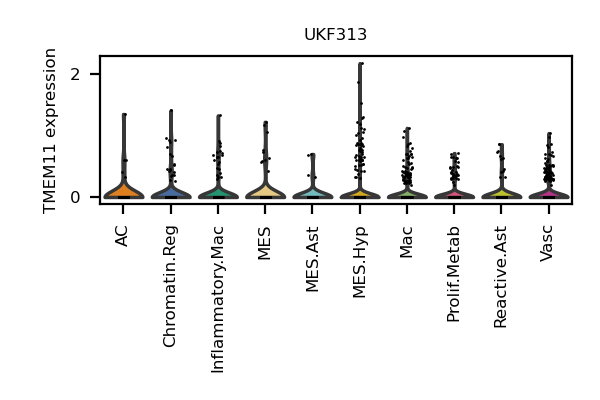 UKF313
TMEM11 expression
2
0
AC
Chromatin.Reg
Inflammatory.Mac
MES
MES.Ast
MES.Hyp
Mac
Prolif.Metab
Reactive.Ast
Vasc